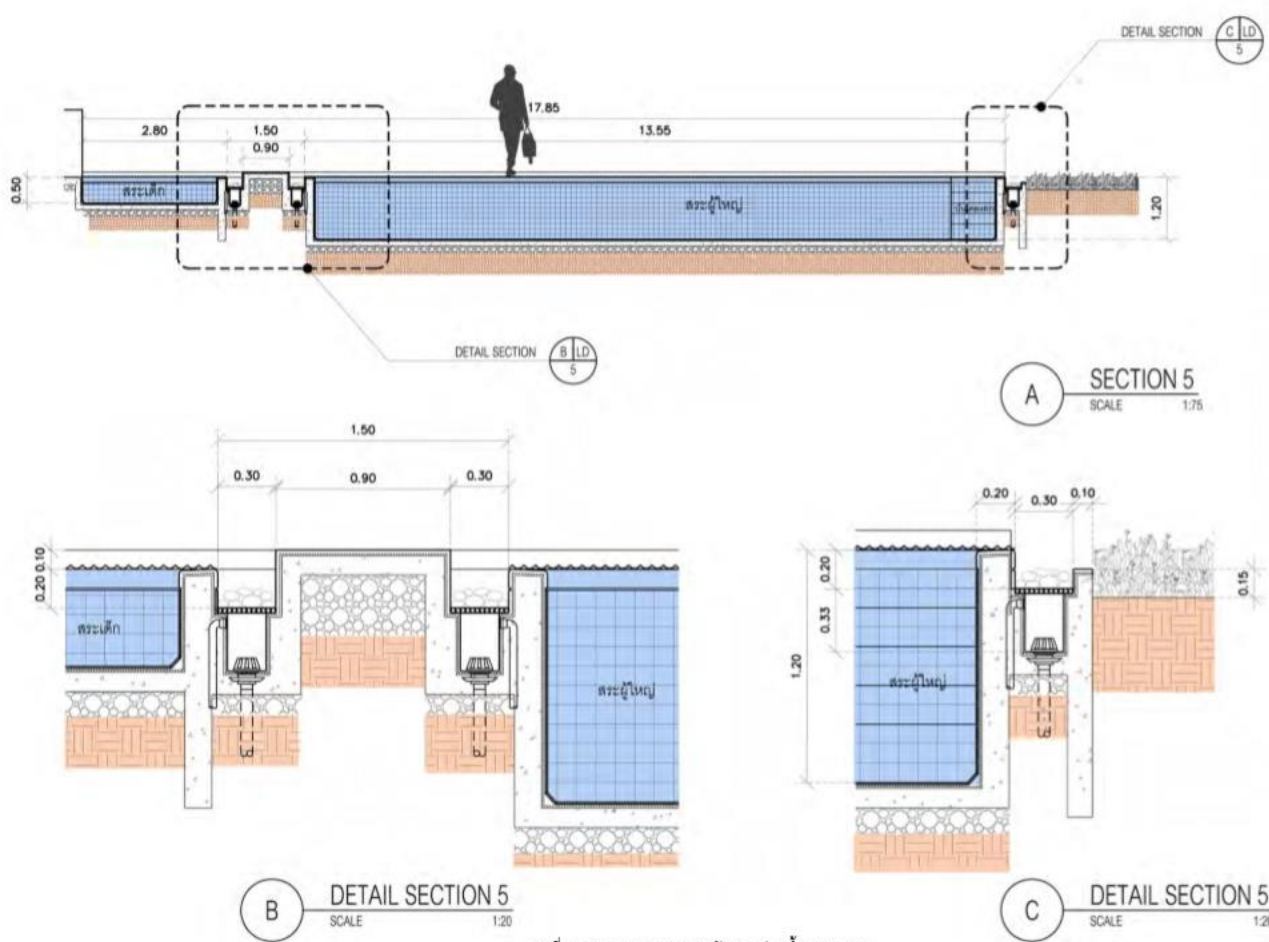 DETAIL SECTION C LD 5
17.85
2.80 1.50 13.55
0.90
0.50
สระเด็ก
สระผู้ใหญ่
1.20
DETAIL SECTION B LD 5
A SECTION 5
SCALE 1:75
1.50
0.30 0.90 0.30
0.10
0.20
สระเด็ก
สระผู้ใหญ่
B DETAIL SECTION 5
SCALE 1:20
0.20 0.30 0.10
0.20
0.33
1.20
0.15
สระผู้ใหญ่
C DETAIL SECTION 5
SCALE